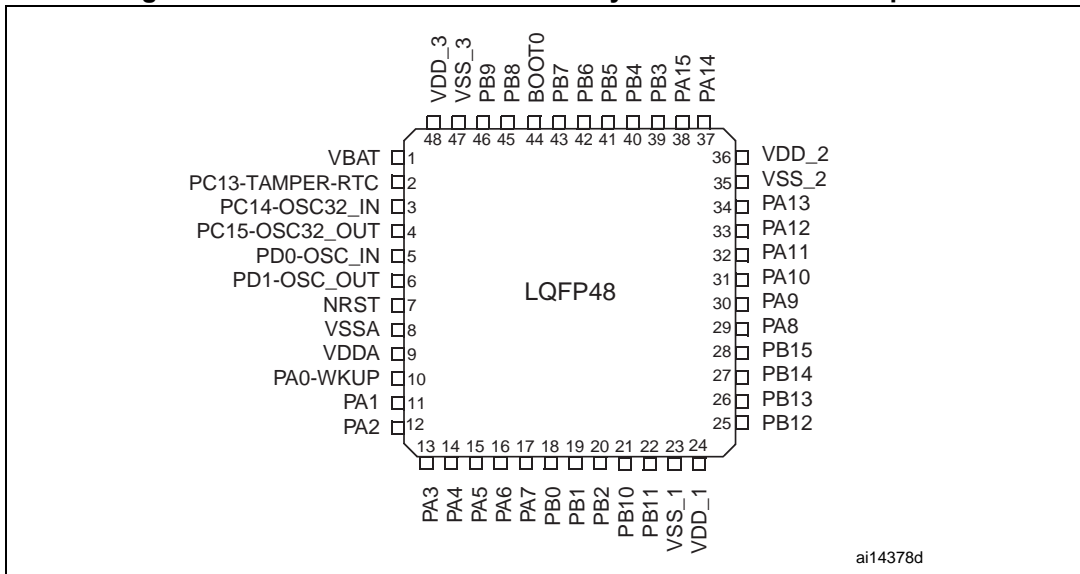 VDD_3
VSS_3
PB9
PB8
BOOT0
PB7
PB6
PB5
PB4
PB3
PA15
PA14
48 47 46 45 44 43 42 41 40 39 38 37
VBAT 1
PC13-TAMPER-RTC 2
PC14-OSC32_IN 3
PC15-OSC32_OUT 4
PD0-OSC_IN 5
PD1-OSC_OUT 6
NRST 7
VSSA 8
VDDA 9
PA0-WKUP 10
PA1 11
PA2 12
LQFP48
36 VDD_2
35 VSS_2
34 PA13
33 PA12
32 PA11
31 PA10
30 PA9
29 PA8
28 PB15
27 PB14
26 PB13
25 PB12
13 14 15 16 17 18 19 20 21 22 23 24
PA3
PA4
PA5
PA6
PA7
PB0
PB1
PB2
PB10
PB11
VSS_1
VDD_1
ai14378d